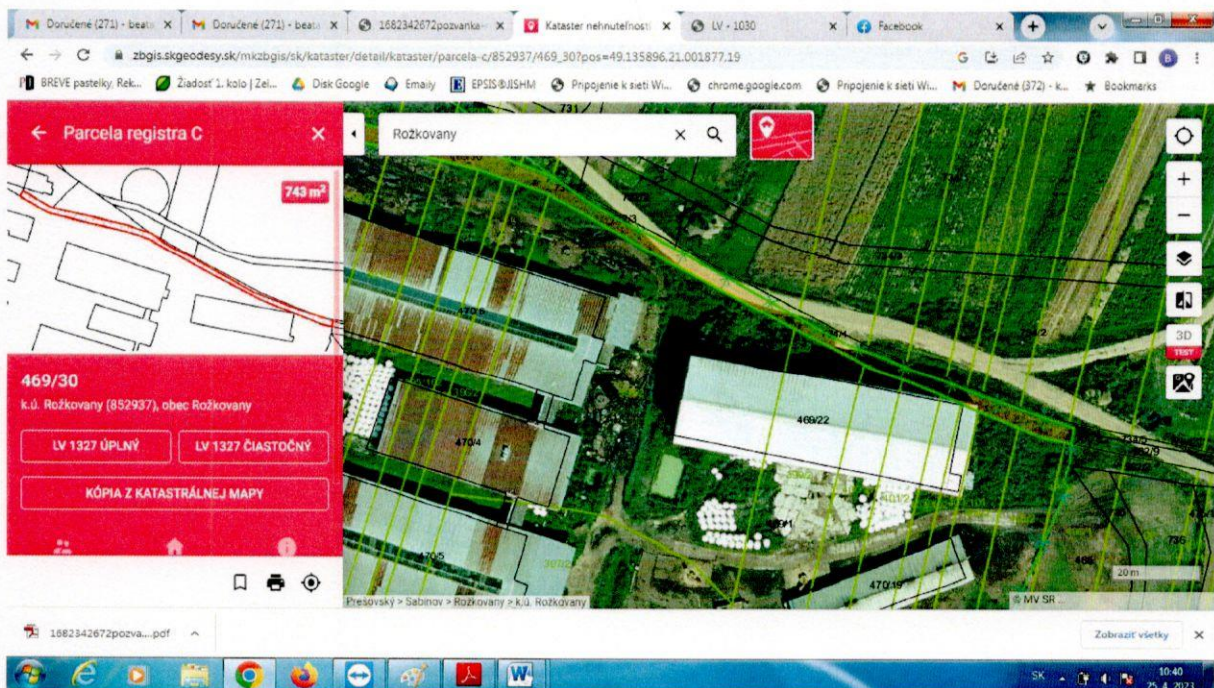 Doručené (271) - beata
Doručené (271) - beata
1682342672pozvanka-
Kataster nehnuteľností
LV - 1030
Facebook
zbgis.skgeodesy.sk/mkzbgis/sk/kataster/detail/kataster/parcela-c/852937/469_30?pos=49.135896,21.001877,19
BREVE pastelky, Rek...
Žiadosť 1. kolo | Zel...
Disk Google
Emaily
EPSIS®JISHM
Pripojenie k sieti Wi...
chrome.google.com
Pripojenie k sieti Wi...
Doručené (372) - k...
Bookmarks
Parcela registra C
743 m²
469/30
k.ú. Rožkovany (852937), obec Rožkovany
LV 1327 ÚPLNÝ
LV 1327 ČIASTOČNÝ
KÓPIA Z KATASTRÁLNEJ MAPY
Rožkovany
731
470/6
469/22
470/4
470/5
470/19
736
3D
TEST
20 m
Prešovský > Sabinov > Rožkovany > k.ú. Rožkovany
© MV SR ...
1682342672pozva....pdf
Zobraziť všetky
SK
10:40
25. 4. 2023